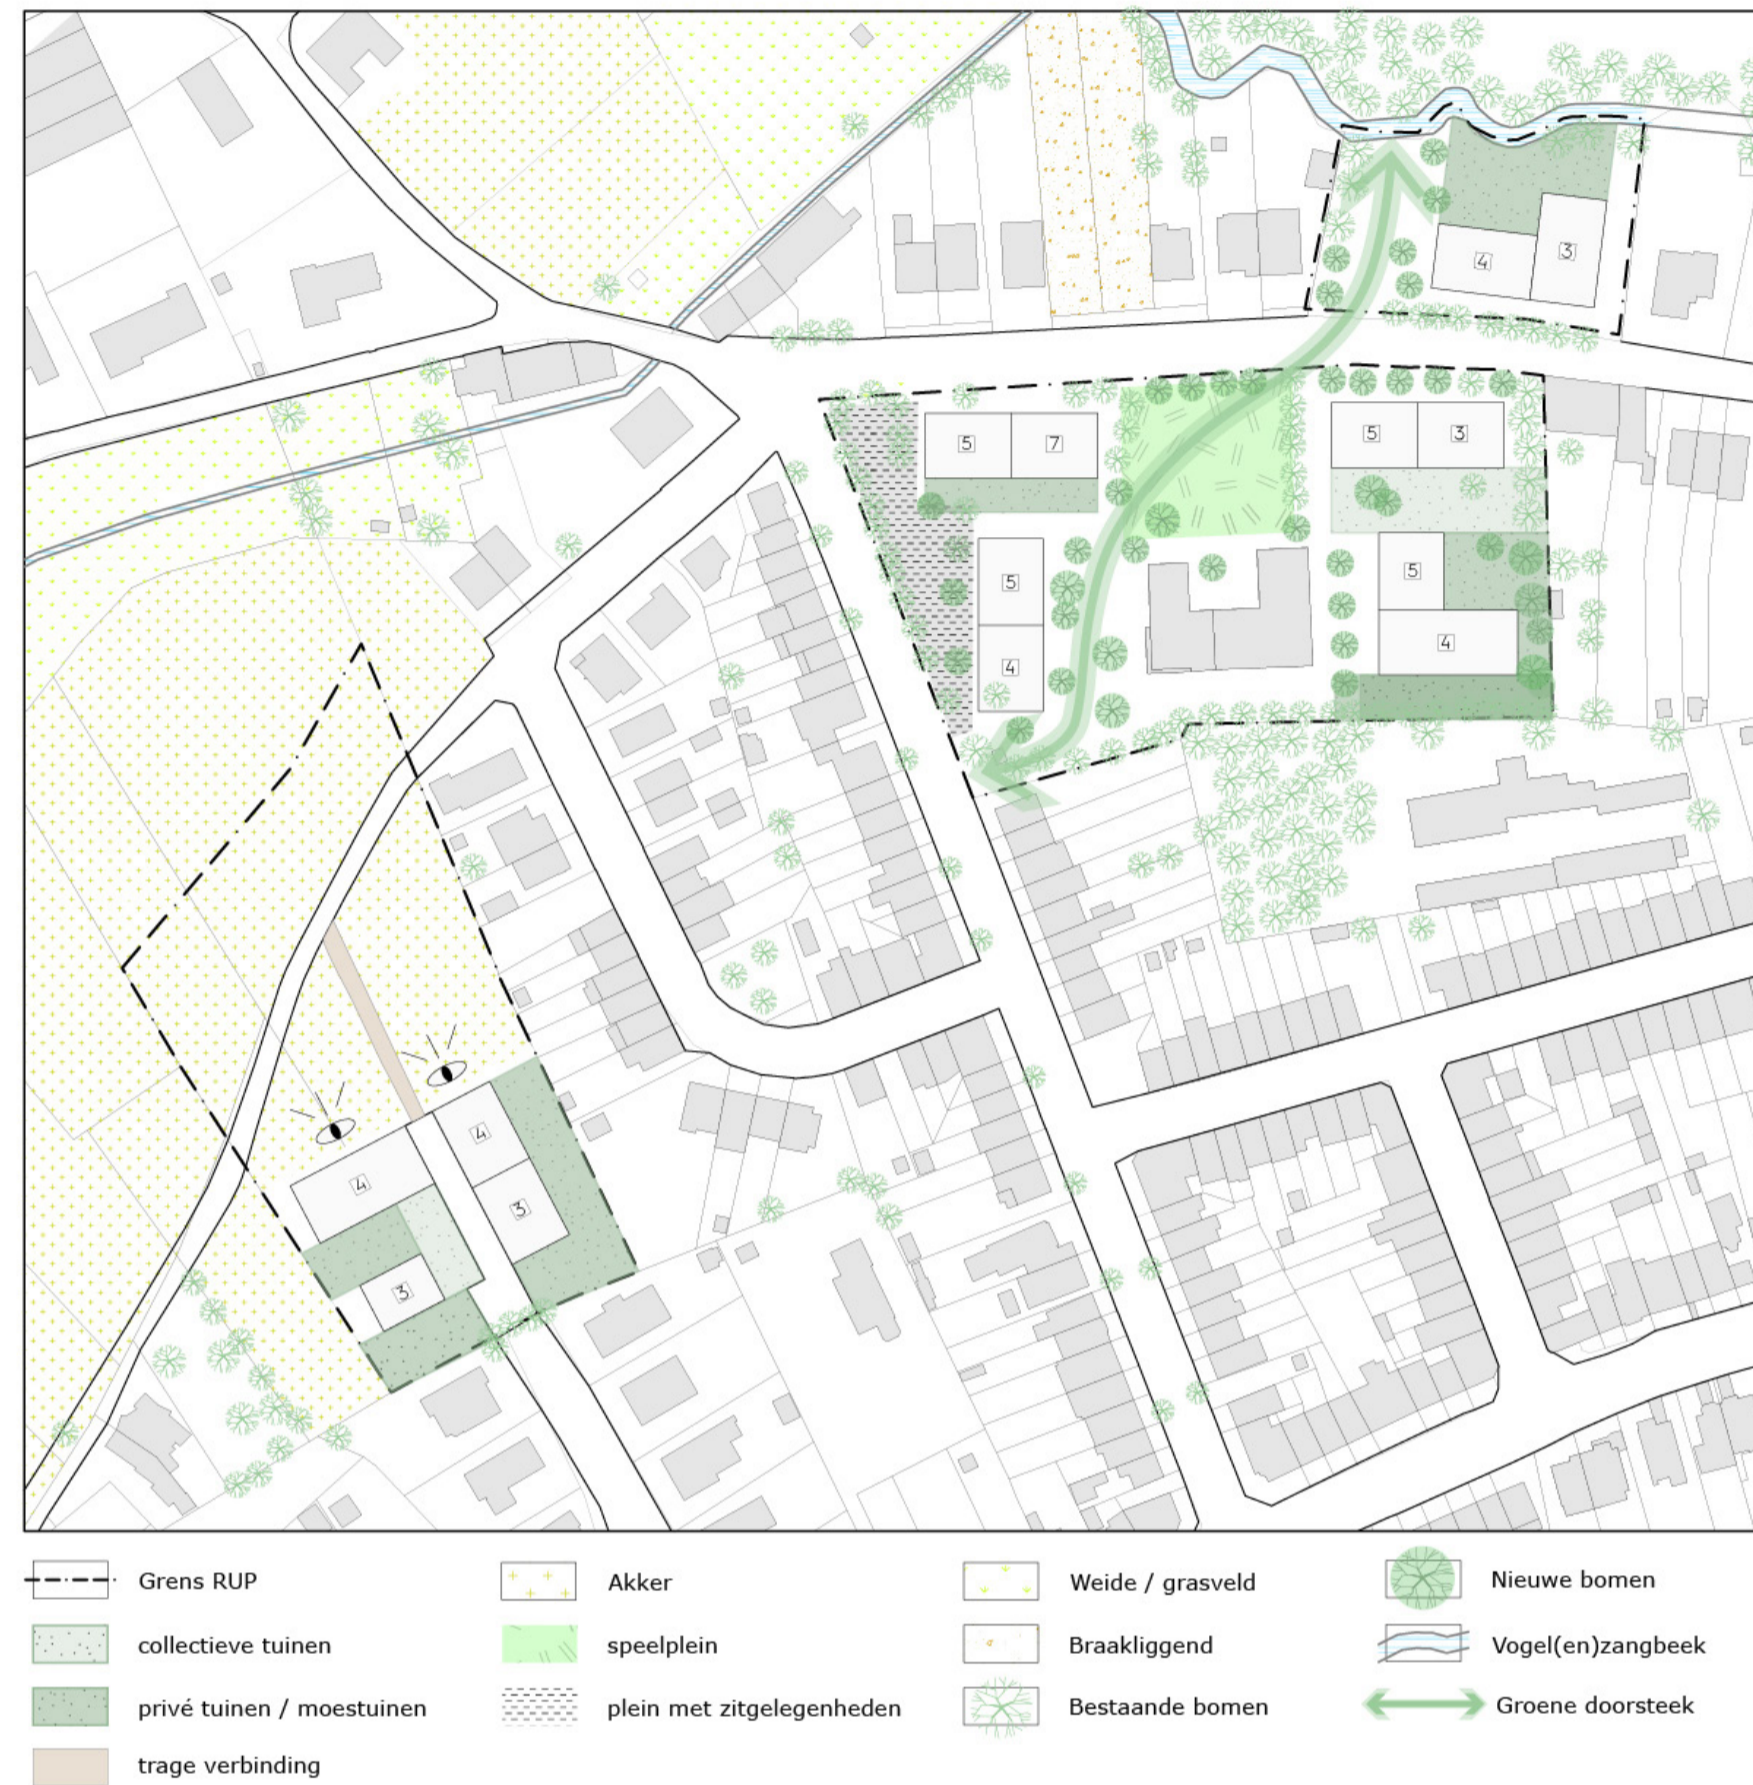 4
3
5
7
5
3
5
5
4
4
4
4
3
3
Grens RUP
Akker
Weide / grasveld
Nieuwe bomen
collectieve tuinen
speelplein
Braakliggend
Vogel(en)zangbeek
privé tuinen / moestuinen
plein met zitgelegenheden
Bestaande bomen
Groene doorsteek
trage verbinding